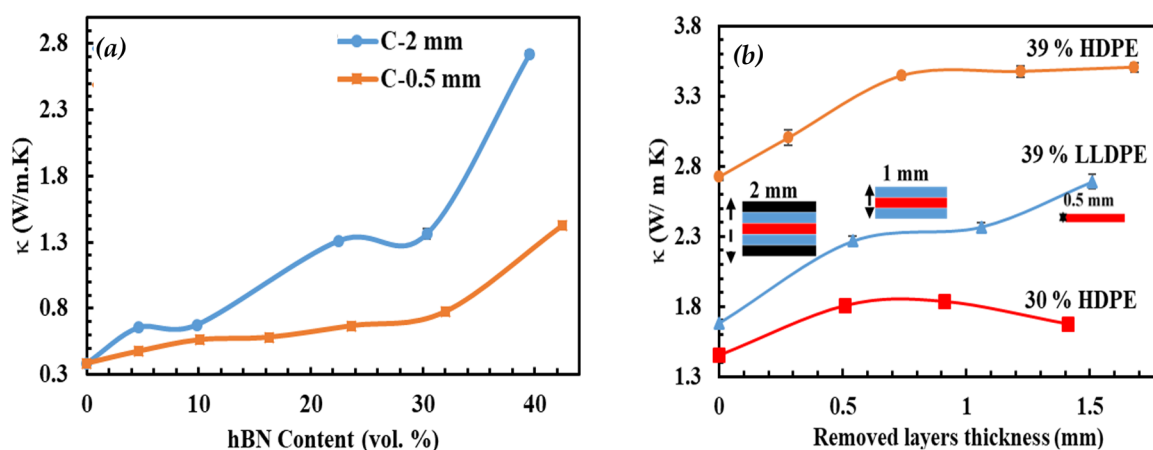 (a)
C-2 mm
C-0.5 mm
κ (W/m.K)
2.8
2.3
1.8
1.3
0.8
0.3
0
10
20
30
40
hBN Content (vol. %)
(b)
39 % HDPE
39 % LLDPE
30 % HDPE
2 mm
1 mm
0.5 mm
κ (W/ m K)
3.8
3.3
2.8
2.3
1.8
1.3
0
0.5
1
1.5
Removed layers thickness (mm)